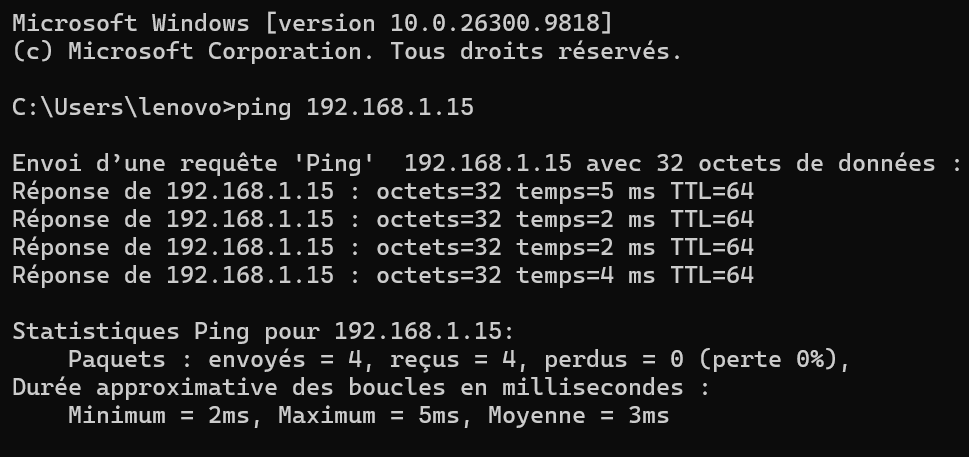 Microsoft Windows [version 10.0.26300.9818]
(c) Microsoft Corporation. Tous droits réservés.
C:\Users\lenovo>ping 192.168.1.15
Envoi d’une requête 'Ping'  192.168.1.15 avec 32 octets de données :
Réponse de 192.168.1.15 : octets=32 temps=5 ms TTL=64
Réponse de 192.168.1.15 : octets=32 temps=2 ms TTL=64
Réponse de 192.168.1.15 : octets=32 temps=2 ms TTL=64
Réponse de 192.168.1.15 : octets=32 temps=4 ms TTL=64
Statistiques Ping pour 192.168.1.15:
    Paquets : envoyés = 4, reçus = 4, perdus = 0 (perte 0%),
Durée approximative des boucles en millisecondes :
    Minimum = 2ms, Maximum = 5ms, Moyenne = 3ms